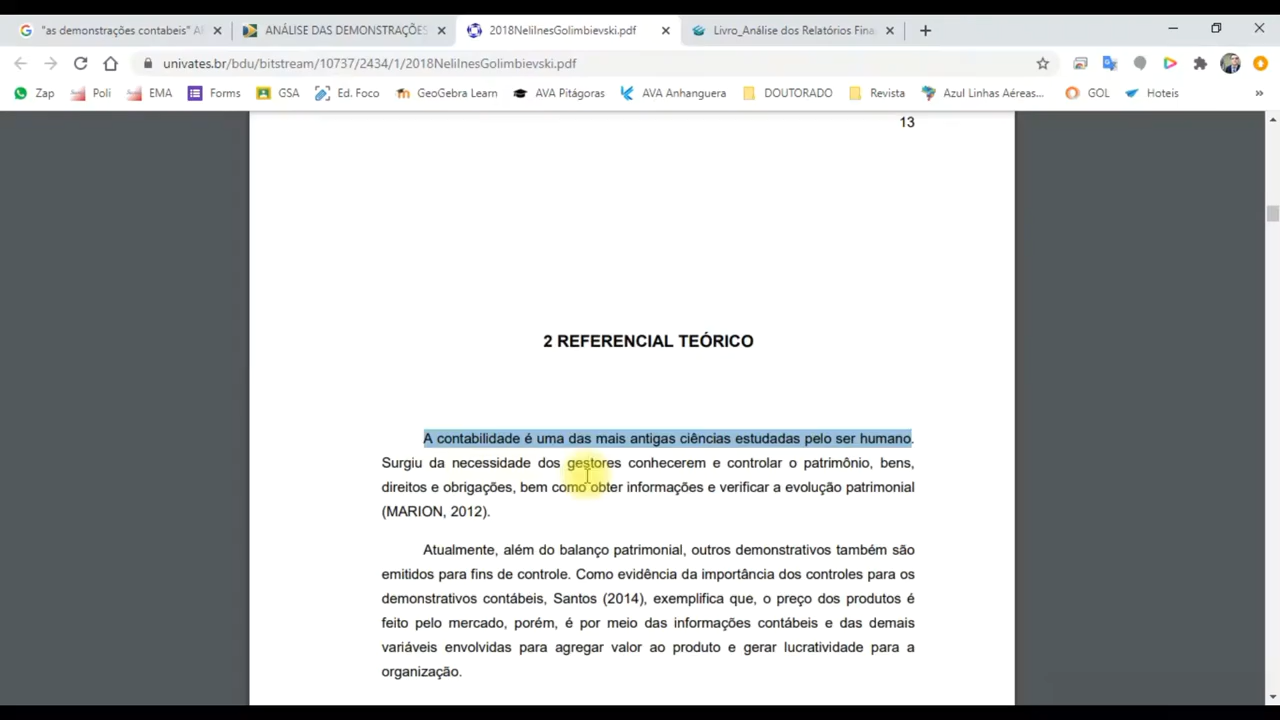 "as demonstrações contabeis" A
ANÁLISE DAS DEMONSTRAÇÕES
2018NeliInesGolimbievski.pdf
Livro_Análise dos Relatórios Fina
univates.br/bdu/bitstream/10737/2434/1/2018NeliInesGolimbievski.pdf
Zap
Poli
EMA
Forms
GSA
Ed. Foco
GeoGebra Learn
AVA Pitágoras
AVA Anhanguera
DOUTORADO
Revista
Azul Linhas Aéreas...
GOL
Hoteis
13
2 REFERENCIAL TEÓRICO
A contabilidade é uma das mais antigas ciências estudadas pelo ser humano.
Surgiu da necessidade dos gestores conhecerem e controlar o patrimônio, bens,
direitos e obrigações, bem como obter informações e verificar a evolução patrimonial
(MARION, 2012).
Atualmente, além do balanço patrimonial, outros demonstrativos também são
emitidos para fins de controle. Como evidência da importância dos controles para os
demonstrativos contábeis, Santos (2014), exemplifica que, o preço dos produtos é
feito pelo mercado, porém, é por meio das informações contábeis e das demais
variáveis envolvidas para agregar valor ao produto e gerar lucratividade para a
organização.